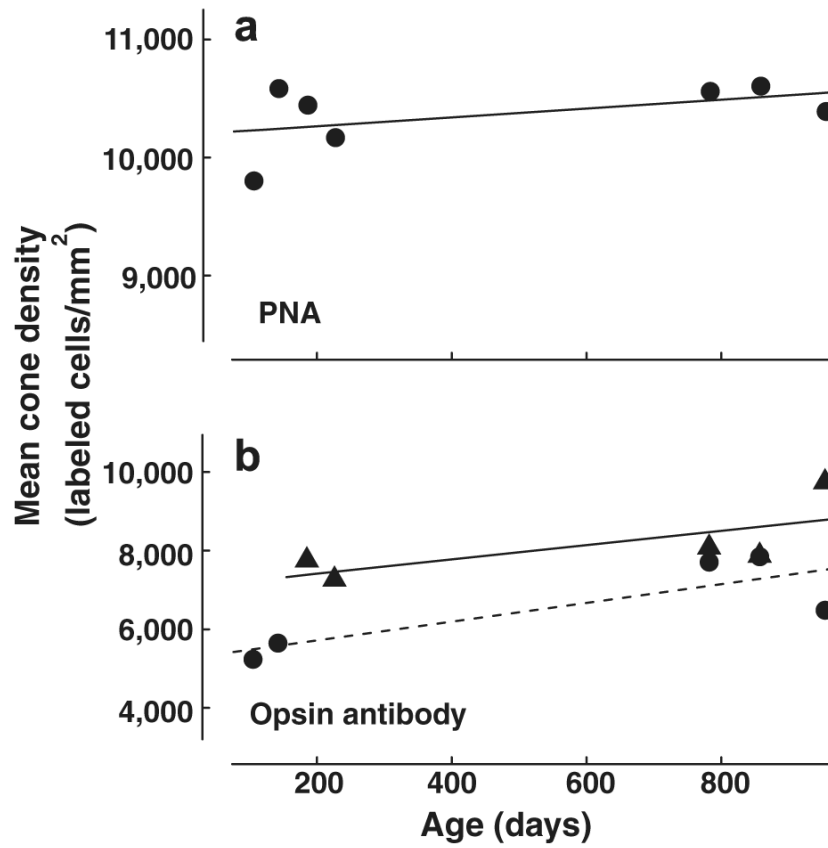 a
11,000
10,000
9,000
PNA
Mean cone density
(labeled cells/mm²)
b
10,000
8,000
6,000
4,000
Opsin antibody
200 400 600 800
Age (days)